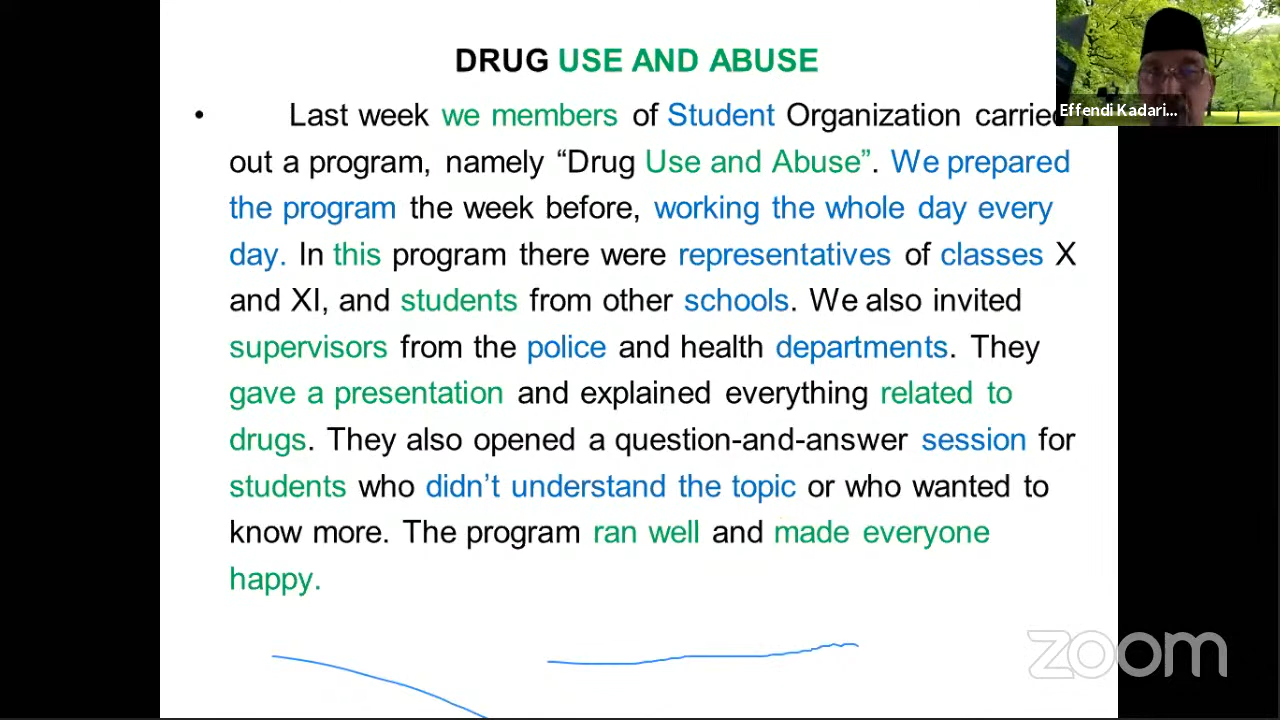 DRUG USE AND ABUSE
• Last week we members of Student Organization carried
out a program, namely “Drug Use and Abuse”. We prepared
the program the week before, working the whole day every
day. In this program there were representatives of classes X
and XI, and students from other schools. We also invited
supervisors from the police and health departments. They
gave a presentation and explained everything related to
drugs. They also opened a question-and-answer session for
students who didn’t understand the topic or who wanted to
know more. The program ran well and made everyone
happy.
Effendi Kadari...
zoom